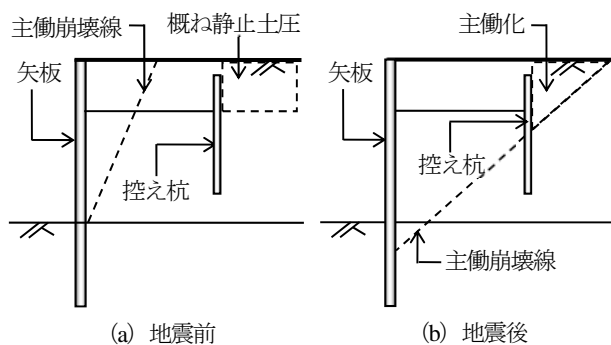 主働崩壊線
概ね静止土圧
矢板
控え杭
(a) 地震前
主働化
矢板
控え杭
主働崩壊線
(b) 地震後